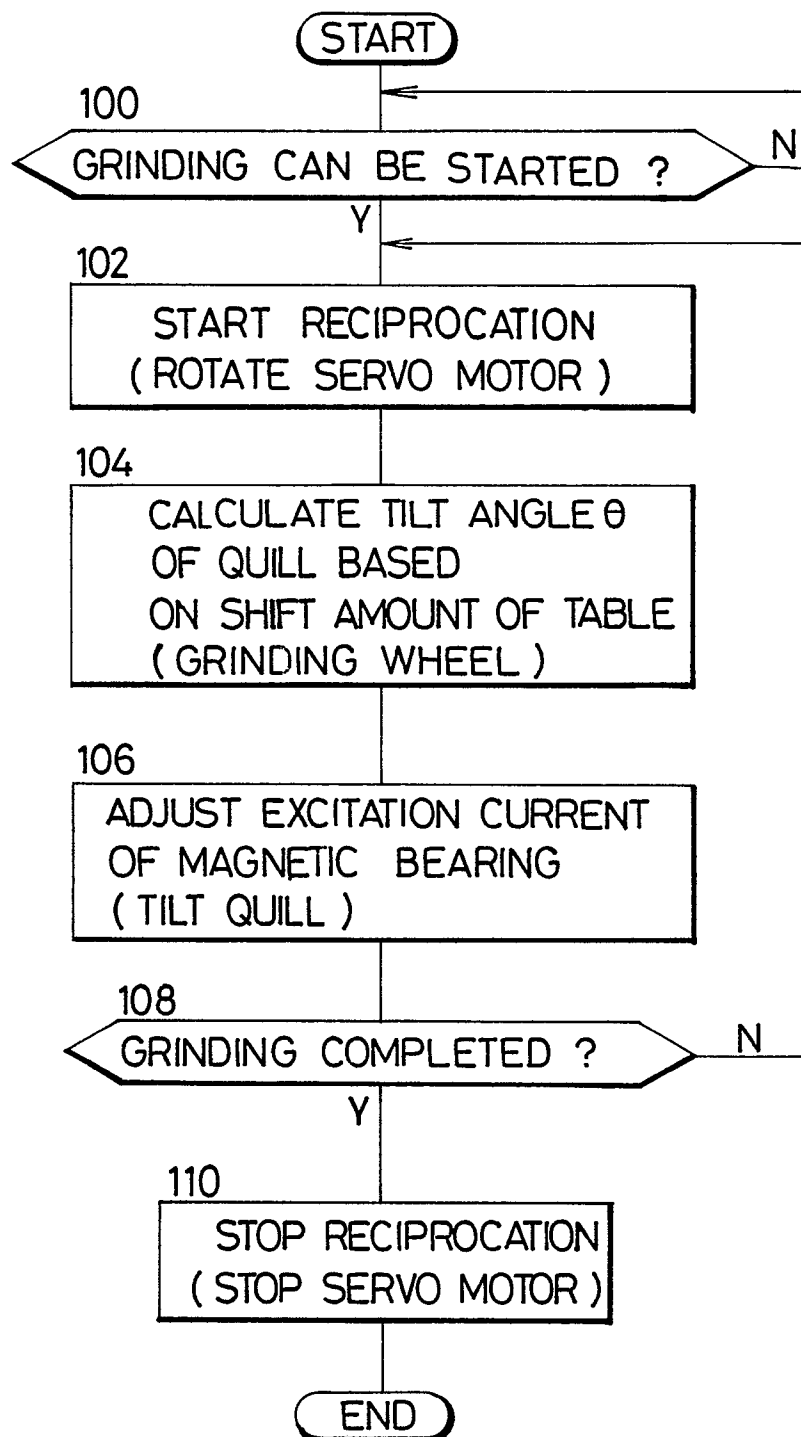 START
100
GRINDING CAN BE STARTED ?
N
Y
102
START RECIPROCATION
( ROTATE SERVO MOTOR )
104
CALCULATE TILT ANGLE θ
OF QUILL BASED
ON SHIFT AMOUNT OF TABLE
( GRINDING WHEEL )
106
ADJUST EXCITATION CURRENT
OF MAGNETIC BEARING
( TILT QUILL )
108
GRINDING COMPLETED ?
N
Y
110
STOP RECIPROCATION
( STOP SERVO MOTOR )
END